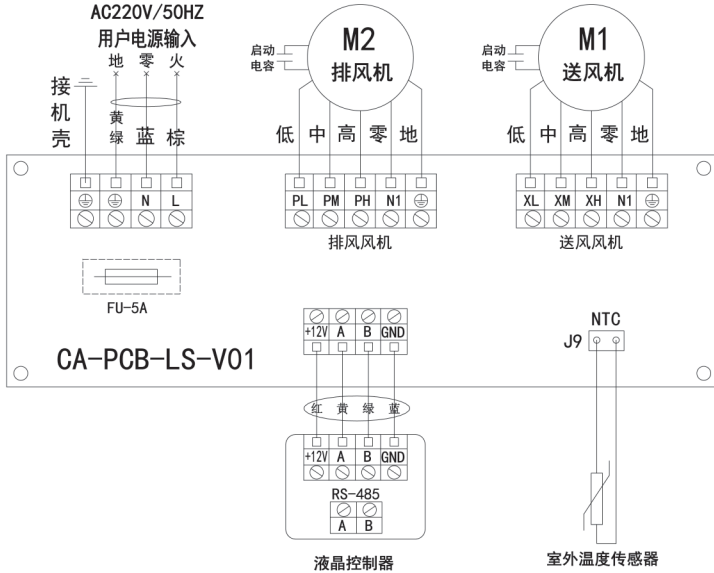 AC220V/50HZ
用户电源输入
地 零 火
接机壳
黄绿 蓝 棕
启动电容
M2
排风机
低 中 高 零 地
启动电容
M1
送风机
低 中 高 零 地
N L
PL PM PH N1
排风风机
XL XM XH N1
送风风机
FU-5A
CA-PCB-LS-V01
+12V A B GND
NTC
J9
红 黄 绿 蓝
+12V A B GND
RS-485
A B
液晶控制器
室外温度传感器